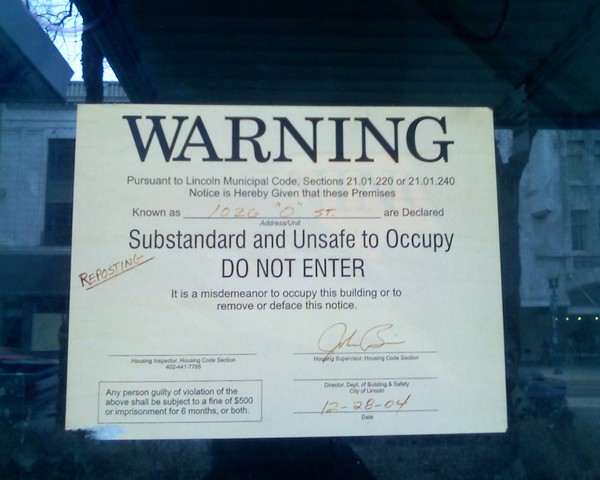 WARNING
Pursuant to Lincoln Municipal Code, Sections 21.01.220 or 21.01.240
Notice is Hereby Given that these Premises
Known as 1026 "O" ST. are Declared
Address/Unit
Substandard and Unsafe to Occupy
DO NOT ENTER
REPOSTING
It is a misdemeanor to occupy this building or to
remove or deface this notice.
Housing Inspector, Housing Code Section
402-441-7785
Housing Supervisor, Housing Code Section
Director, Dept. of Building & Safety
City of Lincoln
Any person guilty of violation of the
above shall be subject to a fine of $500
or imprisonment for 6 months, or both.
12-28-04
Date